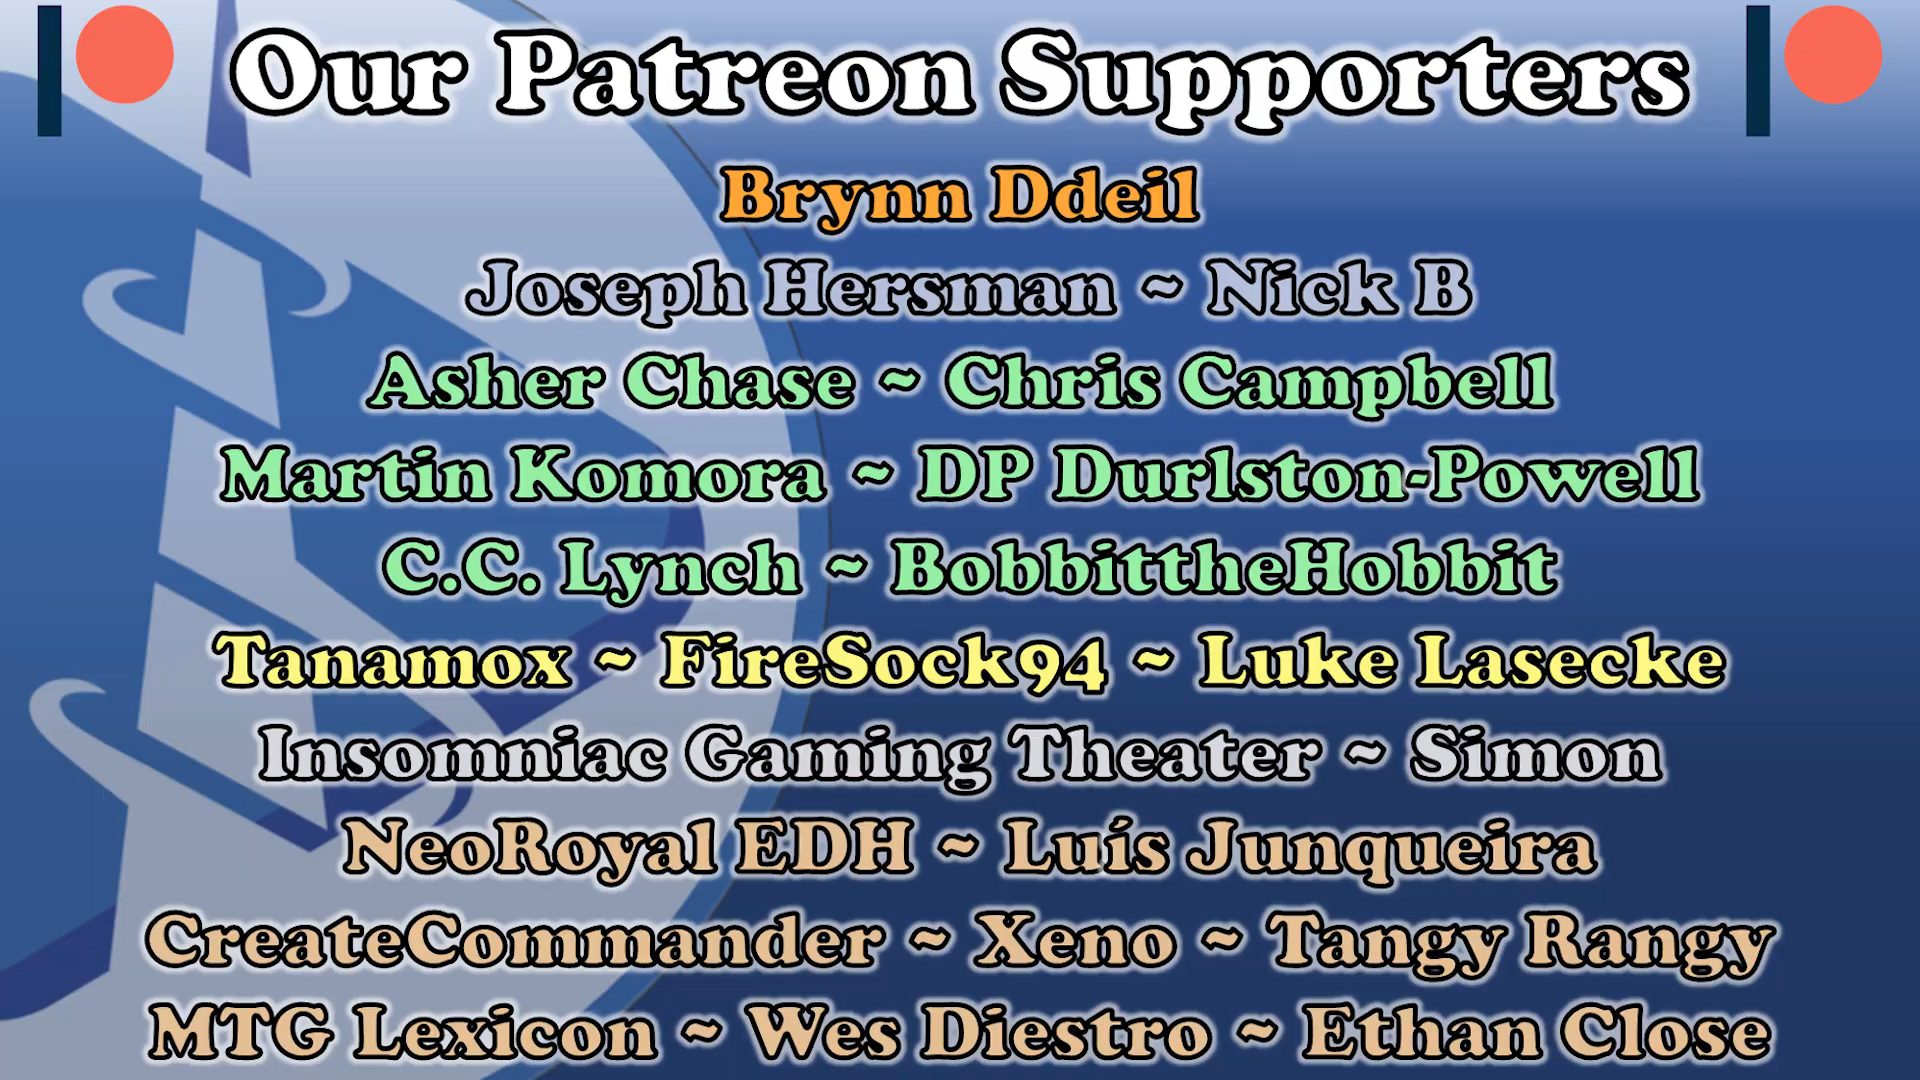 Our Patreon Supporters
Brynn Ddeil
Joseph Hersman ~ Nick B
Asher Chase ~ Chris Campbell
Martin Komora ~ DP Durlston-Powell
C.C. Lynch ~ BobbittheHobbit
Tanamox ~ FireSock94 ~ Luke Lasecke
Insomniac Gaming Theater ~ Simon
NeoRoyal EDH ~ Luís Junqueira
CreateCommander ~ Xeno ~ Tangy Rangy
MTG Lexicon ~ Wes Diestro ~ Ethan Close